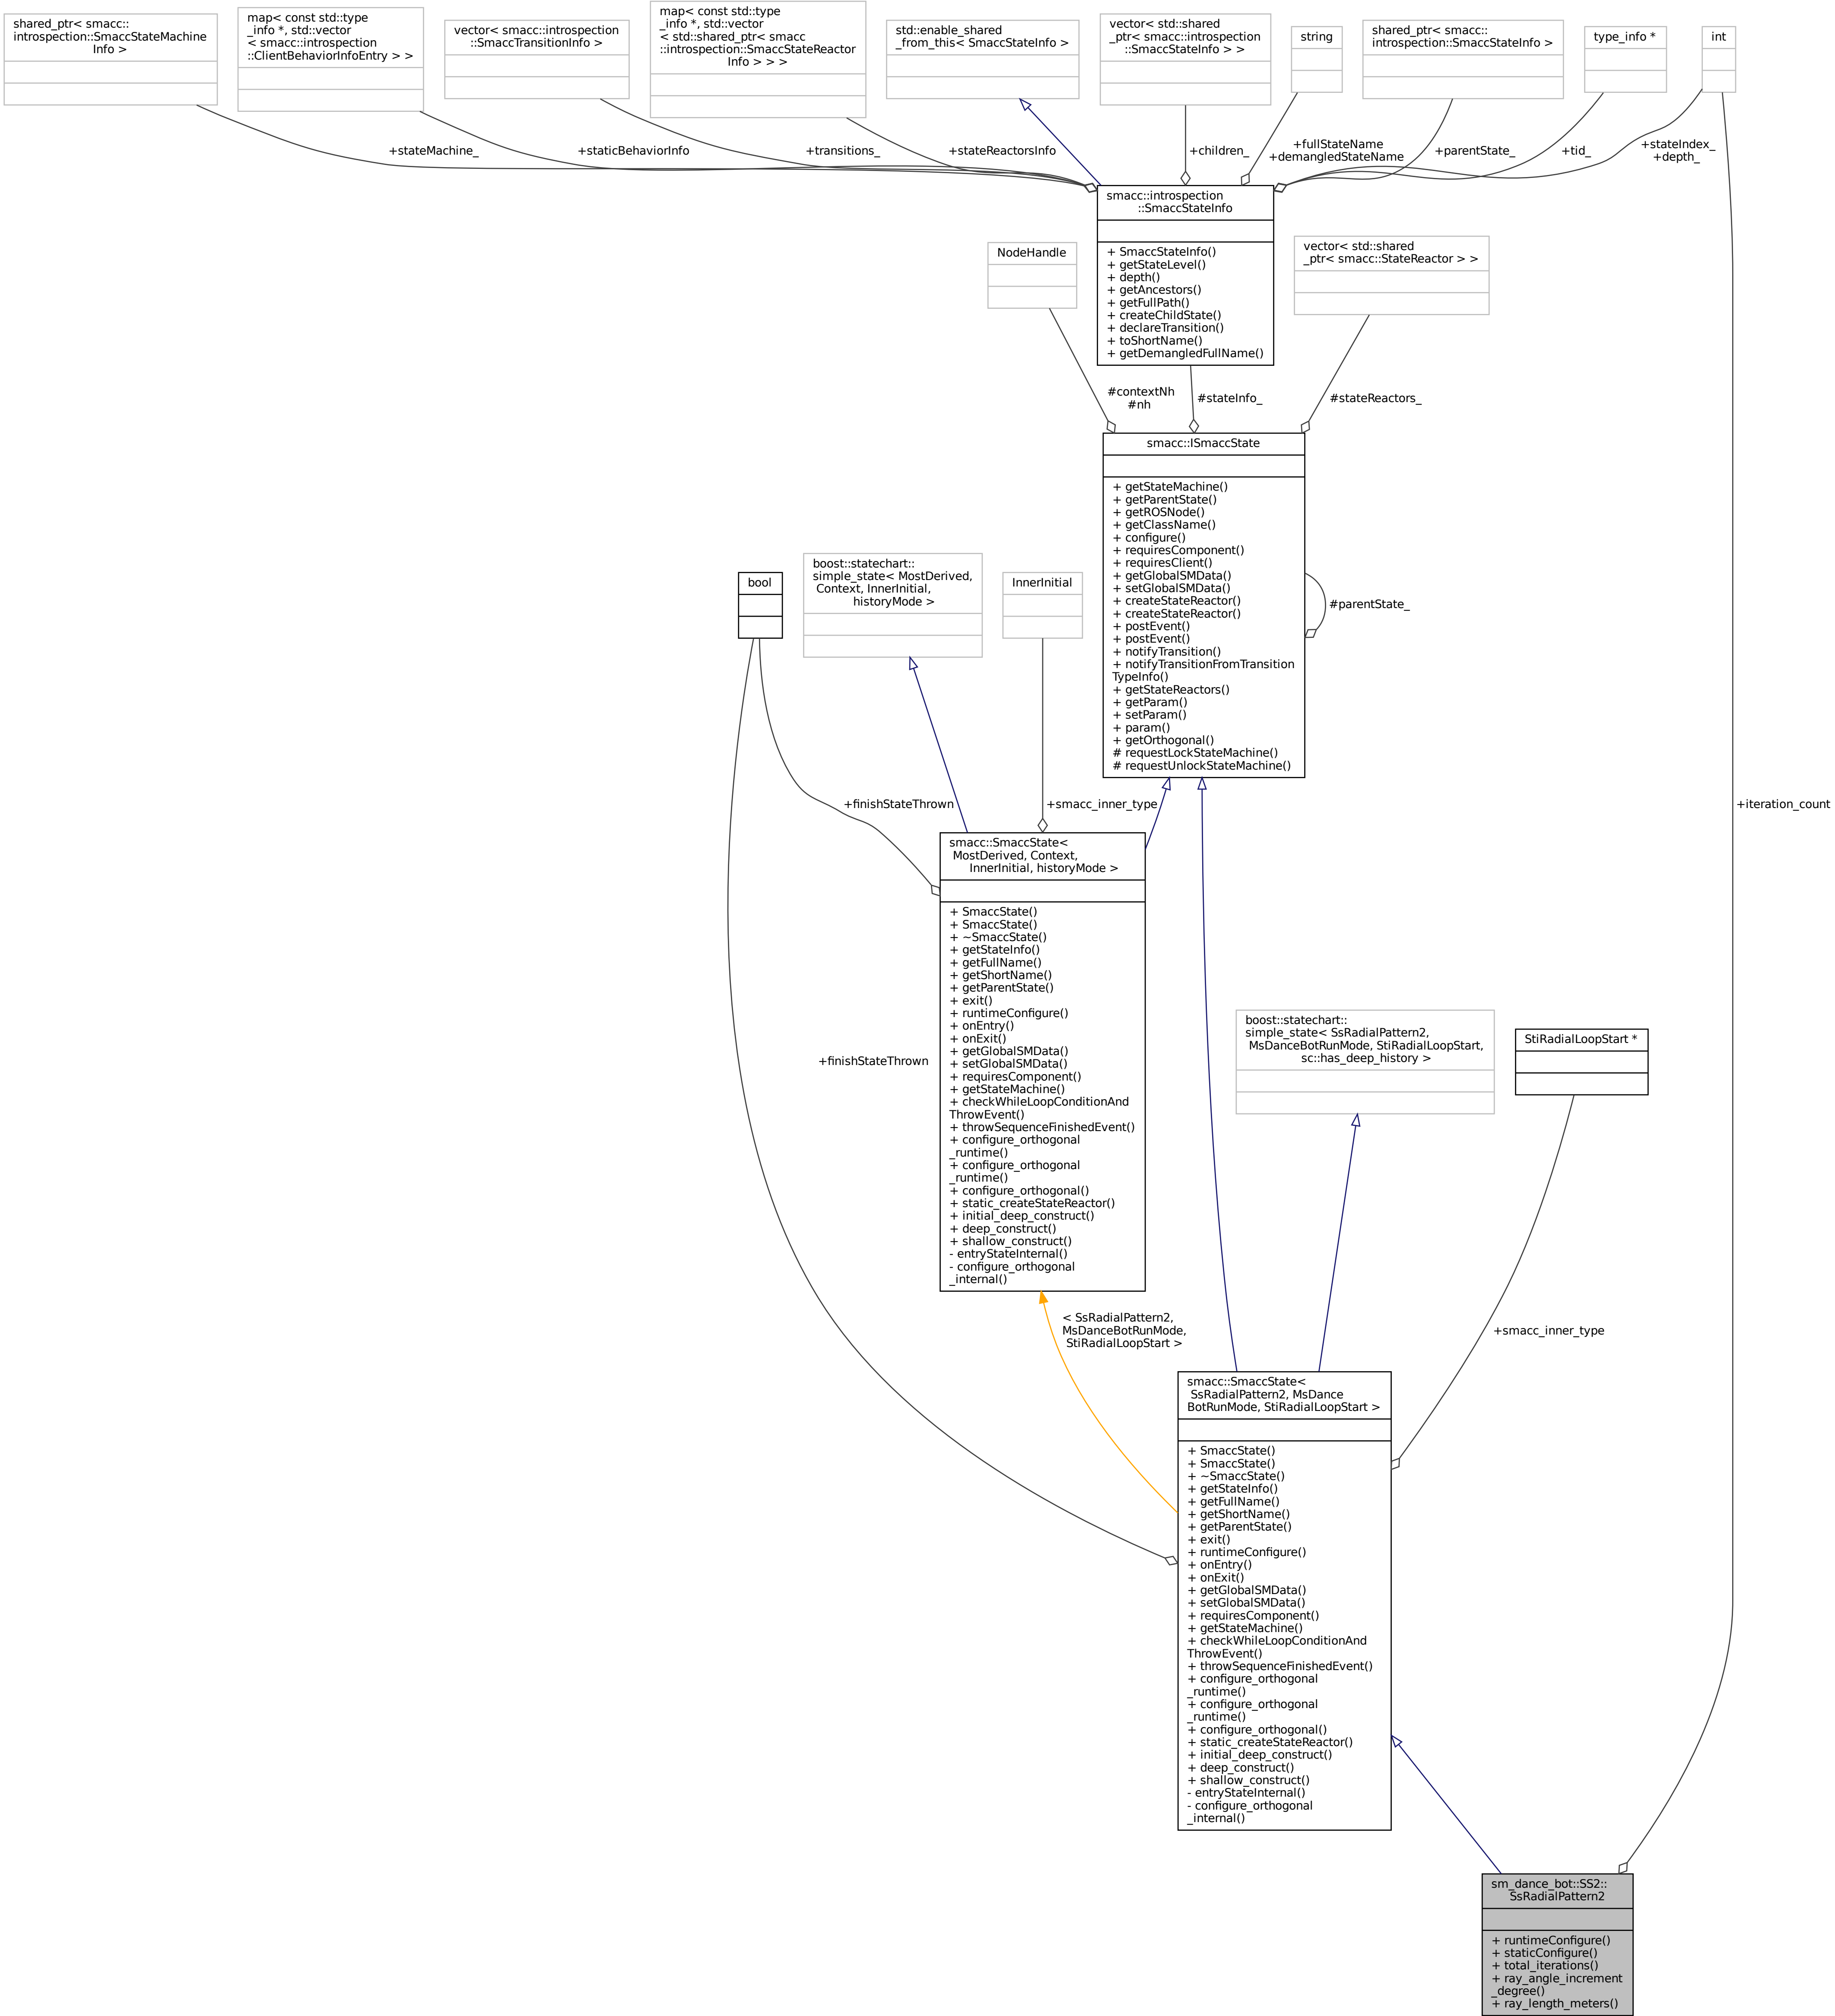 shared_ptr< smacc::
introspection::SmaccStateMachine
Info >
map< const std::type
_info *, std::vector
< smacc::introspection
::ClientBehaviorInfoEntry > >
vector< smacc::introspection
::SmaccTransitionInfo >
map< const std::type
_info *, std::vector
< std::shared_ptr< smacc
::introspection::SmaccStateReactor
Info > > >
std::enable_shared
_from_this< SmaccStateInfo >
vector< std::shared
_ptr< smacc::introspection
::SmaccStateInfo > >
string
shared_ptr< smacc::
introspection::SmaccStateInfo >
type_info *
int
+stateMachine_
+staticBehaviorInfo
+transitions_
+stateReactorsInfo
+children_
+fullStateName
+demangledStateName
+parentState_
+tid_
+stateIndex_
+depth_
smacc::introspection
::SmaccStateInfo
+ SmaccStateInfo()
+ getStateLevel()
+ depth()
+ getAncestors()
+ getFullPath()
+ createChildState()
+ declareTransition()
+ toShortName()
+ getDemangledFullName()
NodeHandle
vector< std::shared
_ptr< smacc::StateReactor > >
#contextNh
#nh
#stateInfo_
#stateReactors_
smacc::ISmaccState
+ getStateMachine()
+ getParentState()
+ getROSNode()
+ getClassName()
+ configure()
+ requiresComponent()
+ requiresClient()
+ getGlobalSMData()
+ setGlobalSMData()
+ createStateReactor()
+ createStateReactor()
+ postEvent()
+ postEvent()
+ notifyTransition()
+ notifyTransitionFromTransition
TypeInfo()
+ getStateReactors()
+ getParam()
+ setParam()
+ param()
+ getOrthogonal()
# requestLockStateMachine()
# requestUnlockStateMachine()
#parentState_
bool
boost::statechart::
simple_state< MostDerived,
Context, InnerInitial,
historyMode >
InnerInitial
+finishStateThrown
+smacc_inner_type
+iteration_count
smacc::SmaccState<
MostDerived, Context,
InnerInitial, historyMode >
+ SmaccState()
+ SmaccState()
+ ~SmaccState()
+ getStateInfo()
+ getFullName()
+ getShortName()
+ getParentState()
+ exit()
+ runtimeConfigure()
+ onEntry()
+ onExit()
+ getGlobalSMData()
+ setGlobalSMData()
+ requiresComponent()
+ getStateMachine()
+ checkWhileLoopConditionAnd
ThrowEvent()
+ throwSequenceFinishedEvent()
+ configure_orthogonal
_runtime()
+ configure_orthogonal
_runtime()
+ configure_orthogonal()
+ static_createStateReactor()
+ initial_deep_construct()
+ deep_construct()
+ shallow_construct()
- entryStateInternal()
- configure_orthogonal
_internal()
+finishStateThrown
boost::statechart::
simple_state< SsRadialPattern2,
MsDanceBotRunMode, StiRadialLoopStart,
sc::has_deep_history >
StiRadialLoopStart *
< SsRadialPattern2,
MsDanceBotRunMode,
StiRadialLoopStart >
+smacc_inner_type
smacc::SmaccState<
SsRadialPattern2, MsDance
BotRunMode, StiRadialLoopStart >
+ SmaccState()
+ SmaccState()
+ ~SmaccState()
+ getStateInfo()
+ getFullName()
+ getShortName()
+ getParentState()
+ exit()
+ runtimeConfigure()
+ onEntry()
+ onExit()
+ getGlobalSMData()
+ setGlobalSMData()
+ requiresComponent()
+ getStateMachine()
+ checkWhileLoopConditionAnd
ThrowEvent()
+ throwSequenceFinishedEvent()
+ configure_orthogonal
_runtime()
+ configure_orthogonal
_runtime()
+ configure_orthogonal()
+ static_createStateReactor()
+ initial_deep_construct()
+ deep_construct()
+ shallow_construct()
- entryStateInternal()
- configure_orthogonal
_internal()
sm_dance_bot::SS2::
SsRadialPattern2
+ runtimeConfigure()
+ staticConfigure()
+ total_iterations()
+ ray_angle_increment
_degree()
+ ray_length_meters()